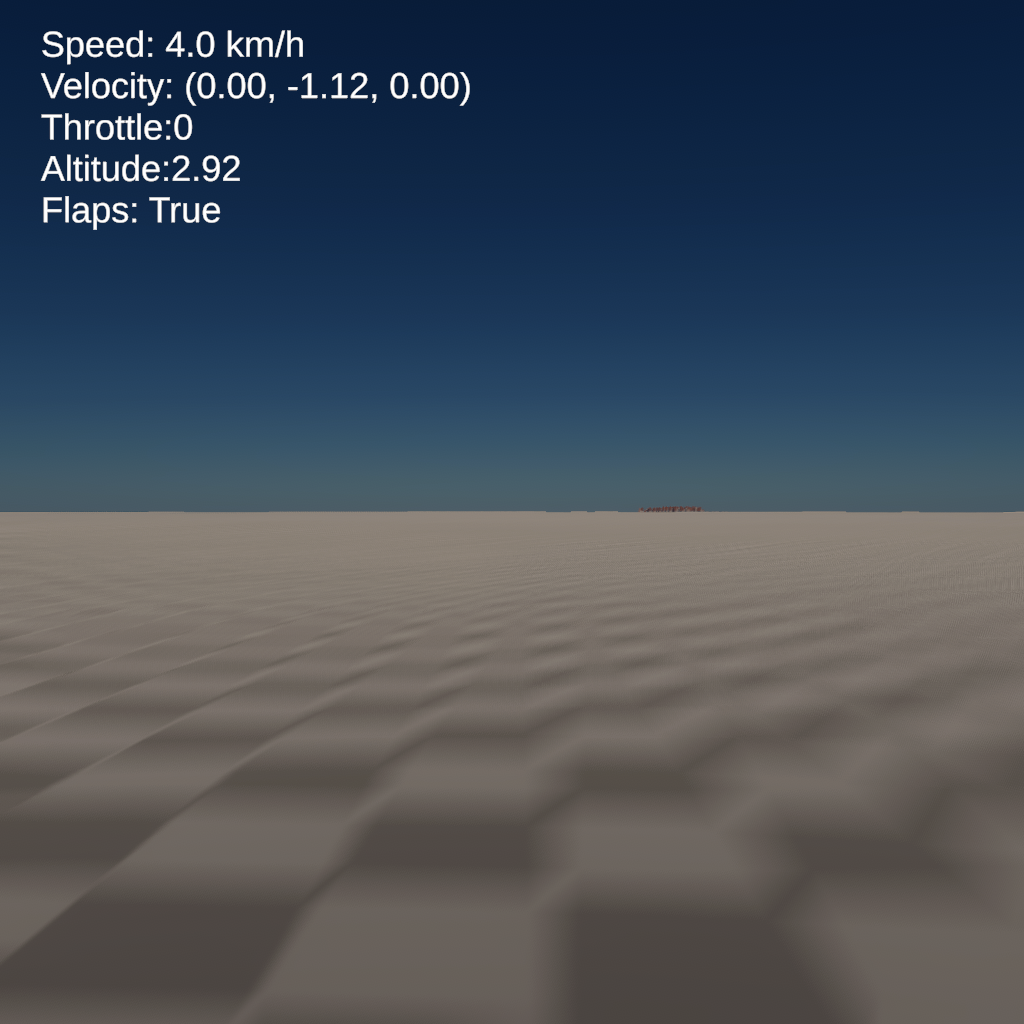 Speed: 4.0 km/h
Velocity: (0.00, -1.12, 0.00)
Throttle:0
Altitude:2.92
Flaps: True